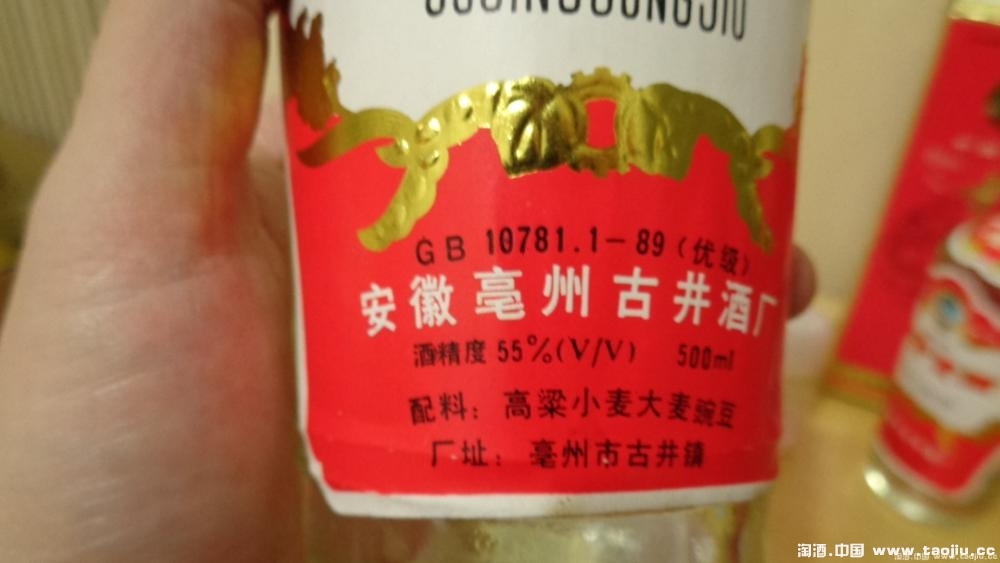 GUJINGGONGJIU
GB 10781.1-89(优级)
安徽亳州古井酒厂
酒精度 55%(V/V) 500ml
配料：高粱小麦大麦豌豆
厂址：亳州市古井镇
淘酒.中国 www.taojiu.cc